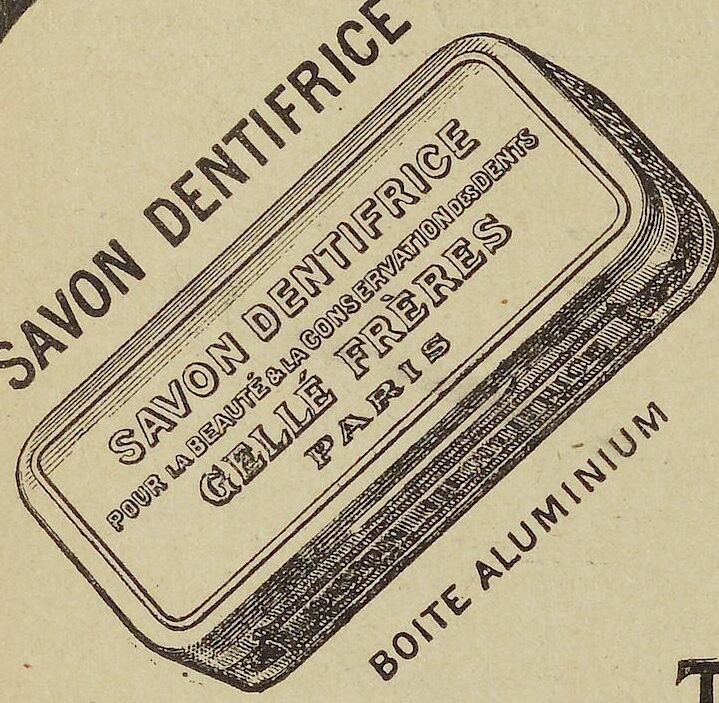 SAVON DENTIFRICE
SAVON DENTIFRICE
POUR LA BEAUTÉ & LA CONSERVATION DES DENTS
GELLÉ FRÈRES
PARIS
BOITE ALUMINIUM
T